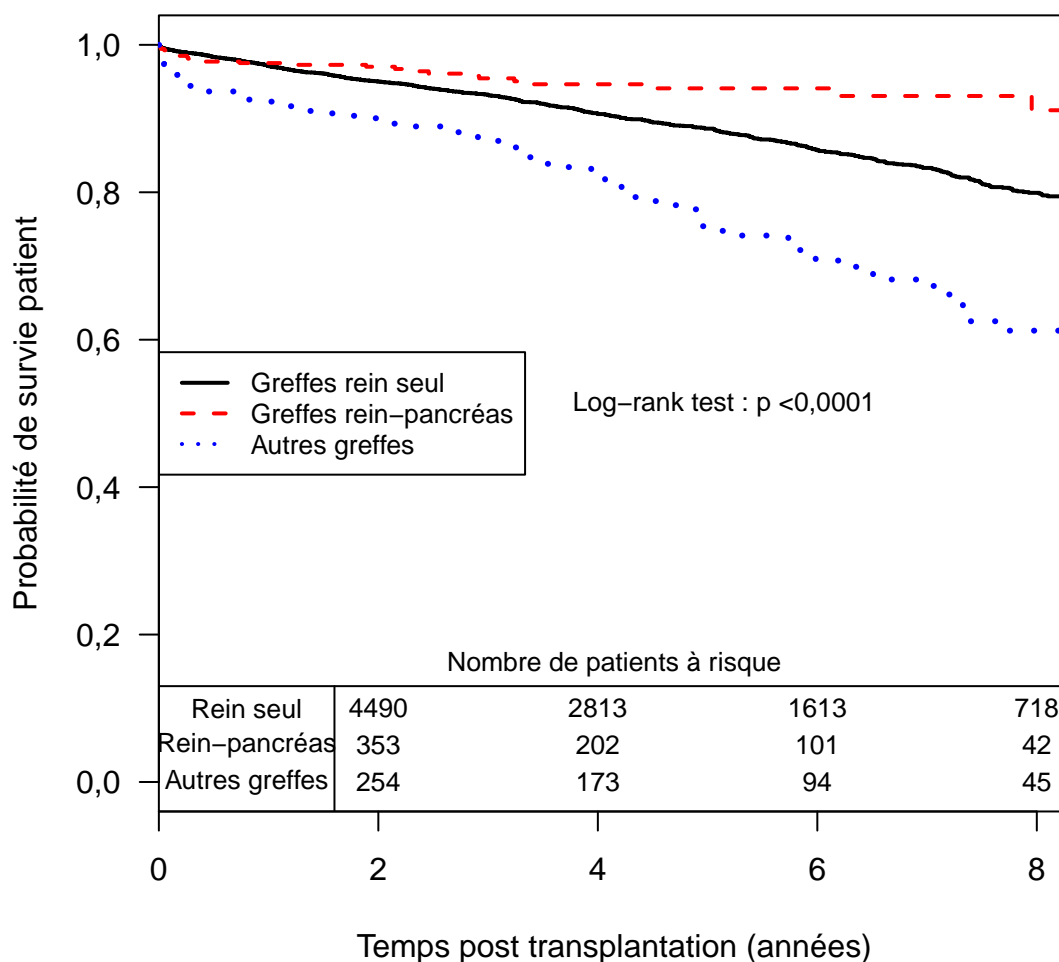 Probabilité de survie patient
1,0
0,8
0,6
0,4
0,2
0,0
Greffes rein seul
Greffes rein−pancréas
Autres greffes
Log−rank test : p <0,0001
Nombre de patients à risque
Rein seul 4490 2813 1613 718
Rein−pancréas 353 202 101 42
Autres greffes 254 173 94 45
0 2 4 6 8
Temps post transplantation (années)